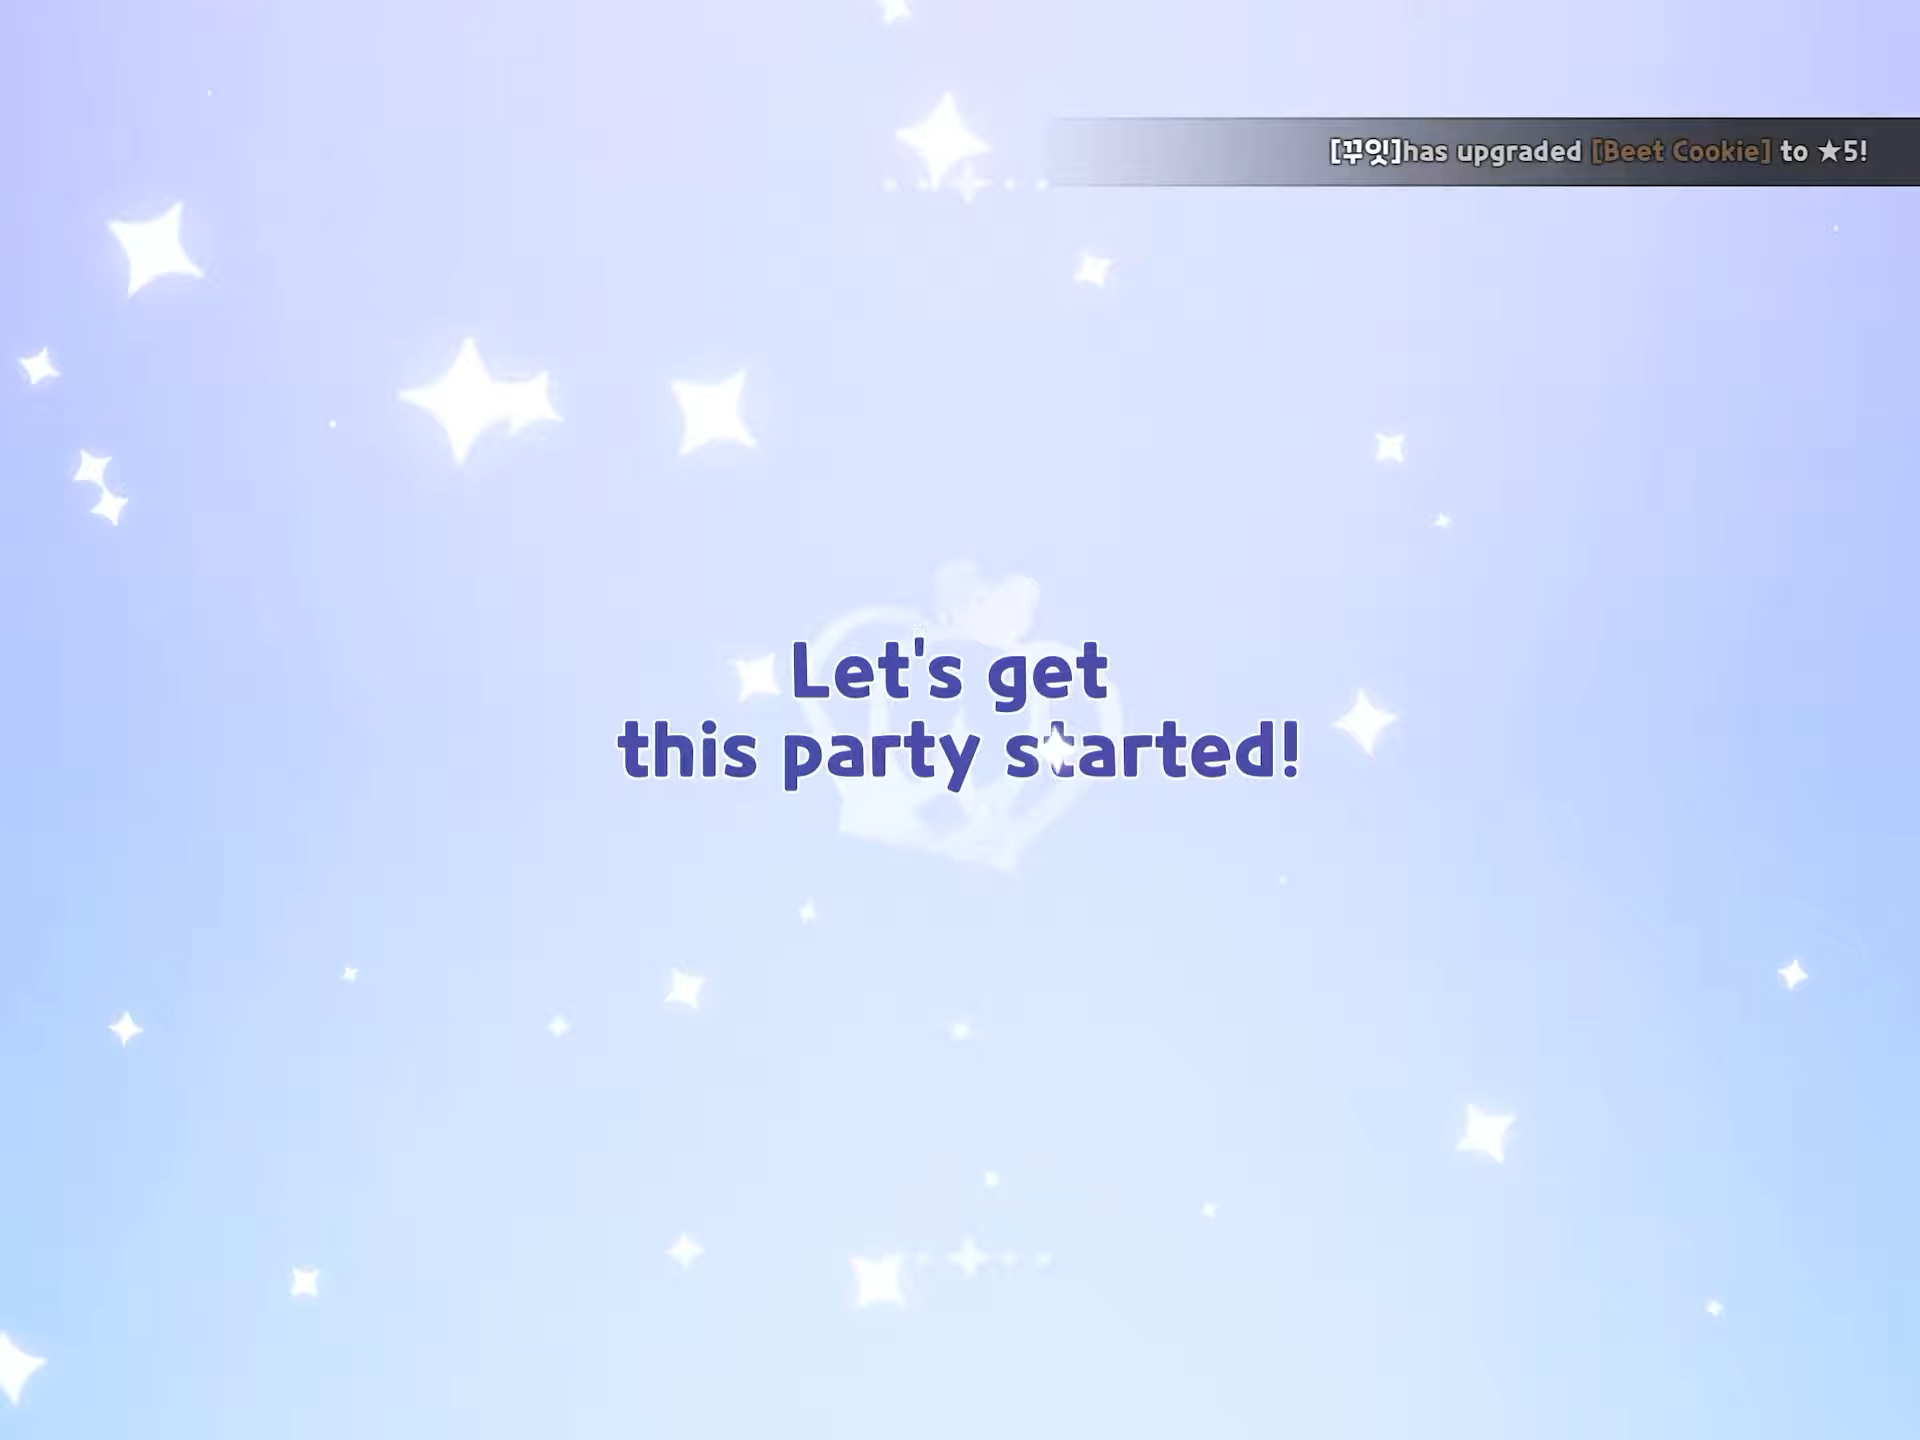 [꾸잇]has upgraded [Beet Cookie] to ★5!
Let's get
this party started!